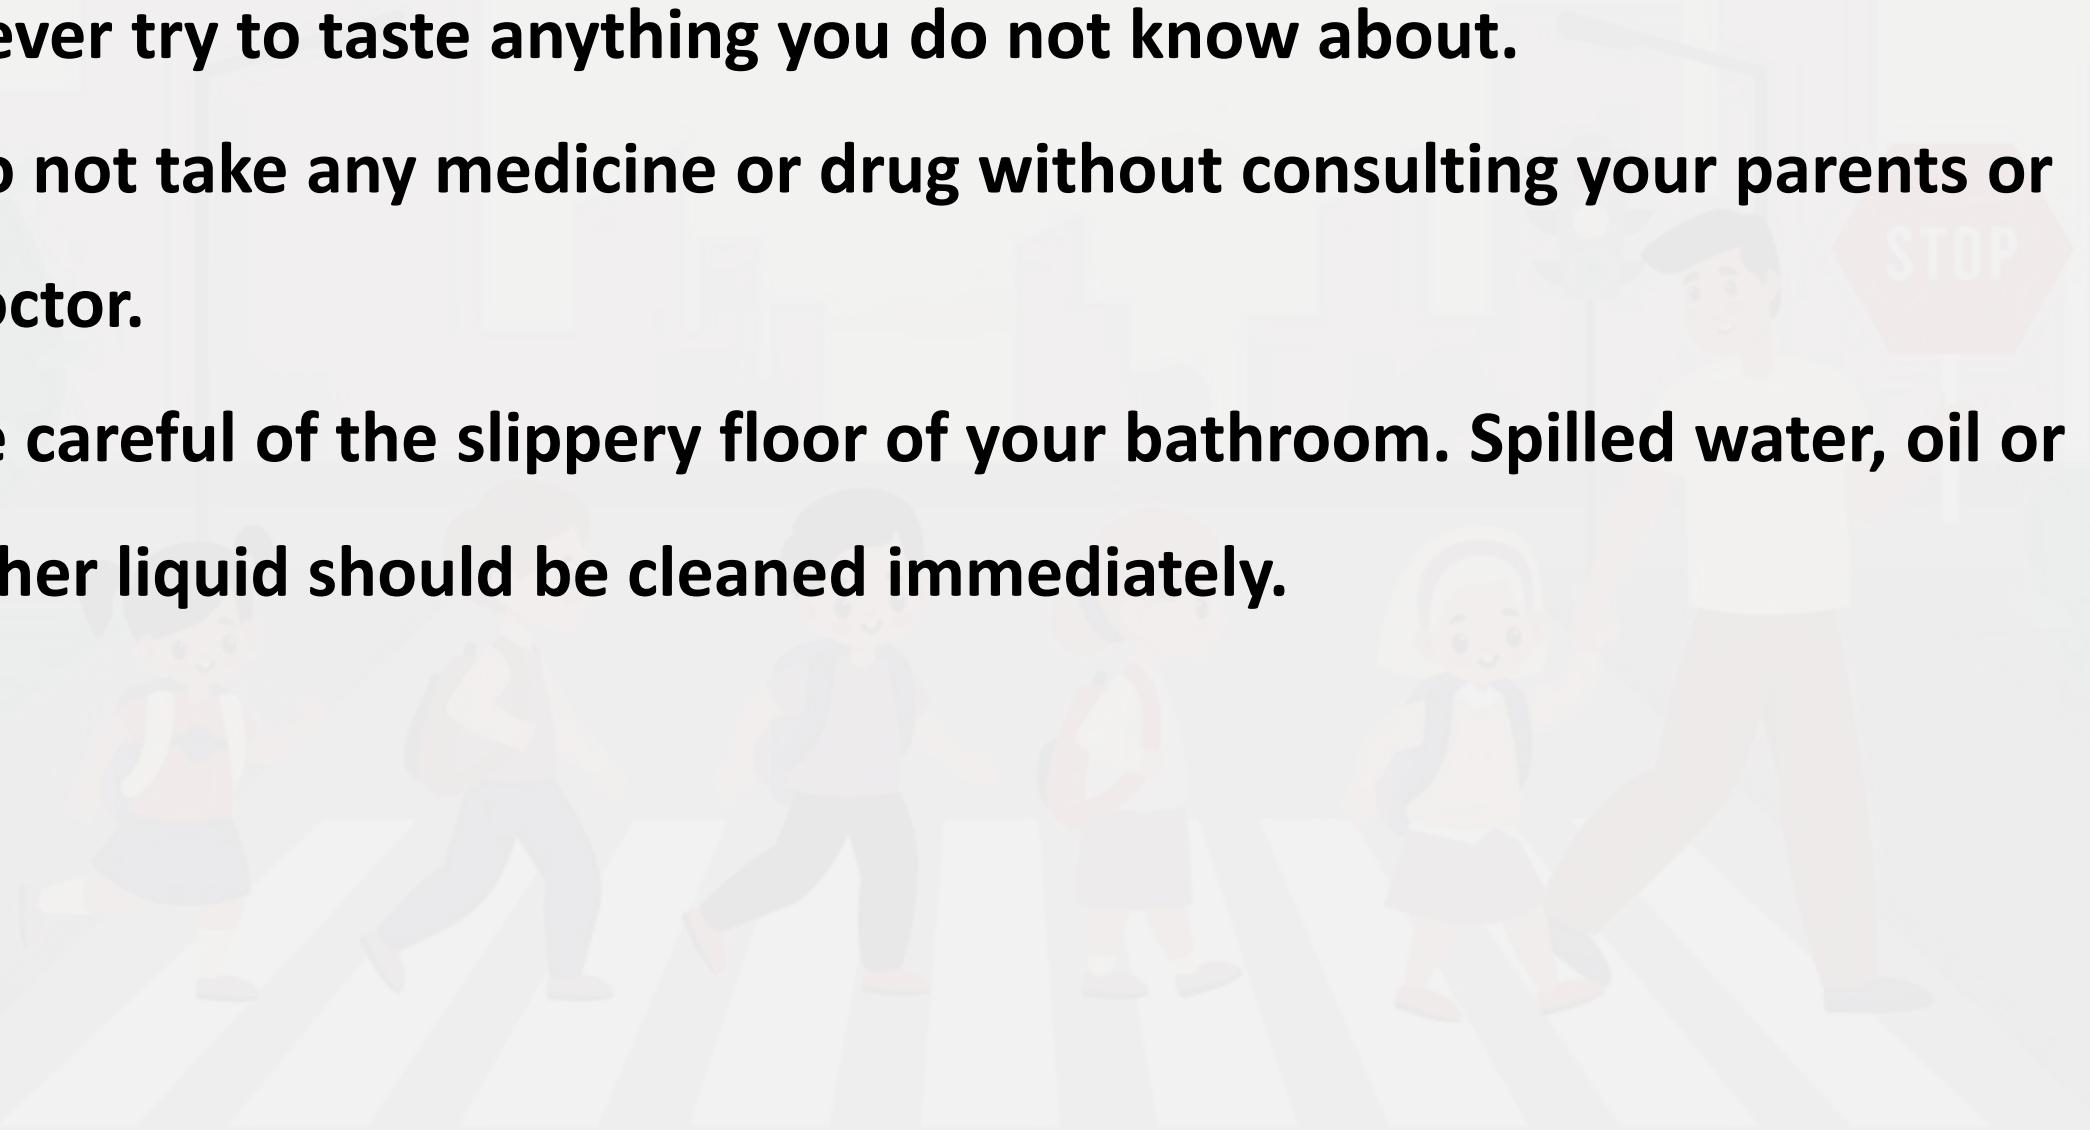 ever try to taste anything you do not know about.
o not take any medicine or drug without consulting your parents or
STOP
octor.
e careful of the slippery floor of your bathroom. Spilled water, oil or
her liquid should be cleaned immediately.